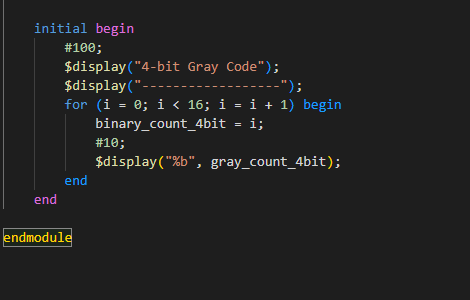 initial begin
#100;
$display("4-bit Gray Code");
$display("------------------");
for (i = 0; i < 16; i = i + 1) begin
binary_count_4bit = i;
#10;
$display("%b", gray_count_4bit);
end
end
endmodule